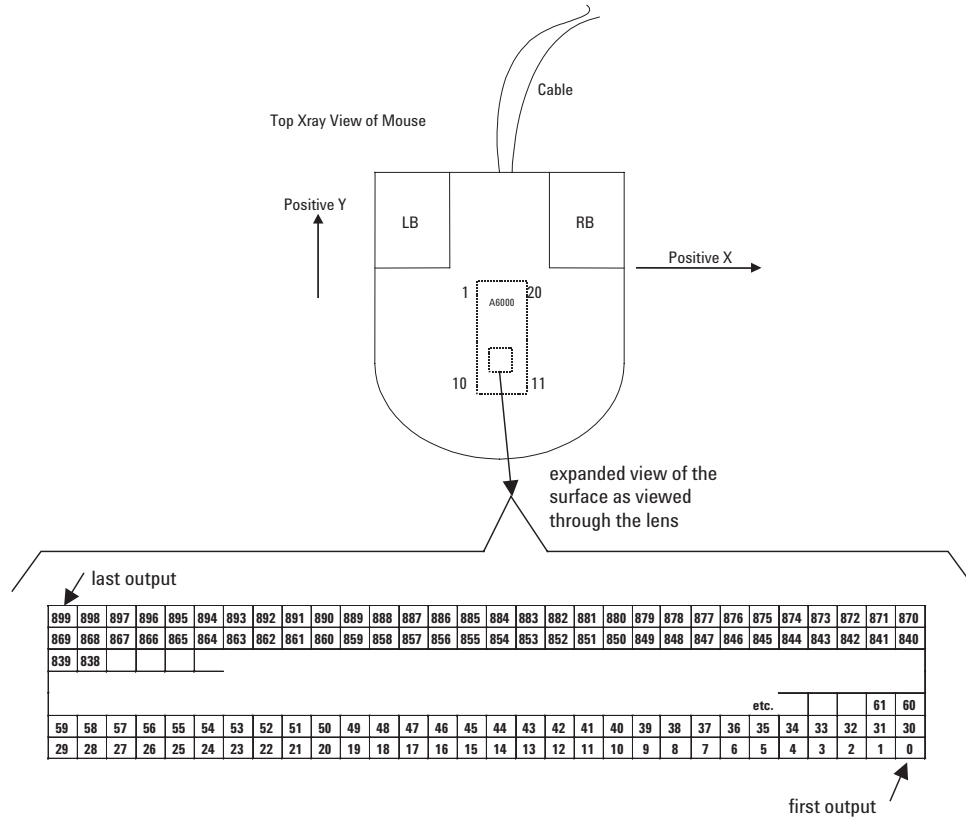 Cable
Top Xray View of Mouse
Positive Y
LB
RB
Positive X
1
20
A6000
10
11
expanded view of the
surface as viewed
through the lens
last output
899 898 897 896 895 894 893 892 891 890 889 888 887 886 885 884 883 882 881 880 879 878 877 876 875 874 873 872 871 870
869 868 867 866 865 864 863 862 861 860 859 858 857 856 855 854 853 852 851 850 849 848 847 846 845 844 843 842 841 840
839 838
etc. 61 60
59 58 57 56 55 54 53 52 51 50 49 48 47 46 45 44 43 42 41 40 39 38 37 36 35 34 33 32 31 30
29 28 27 26 25 24 23 22 21 20 19 18 17 16 15 14 13 12 11 10 9 8 7 6 5 4 3 2 1 0
first output